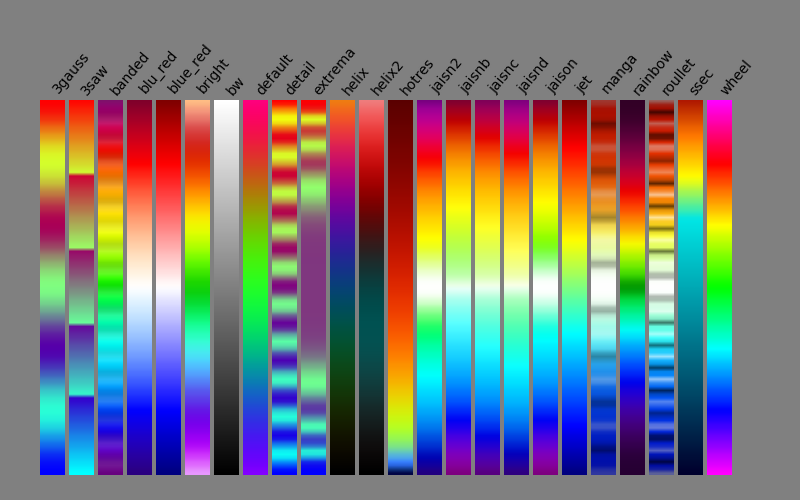 3gauss
3saw
banded
blu_red
blue_red
bright
bw
default
detail
extrema
helix
helix2
hotres
jaisn2
jaisnb
jaisnc
jaisnd
jaison
jet
manga
rainbow
roullet
ssec
wheel